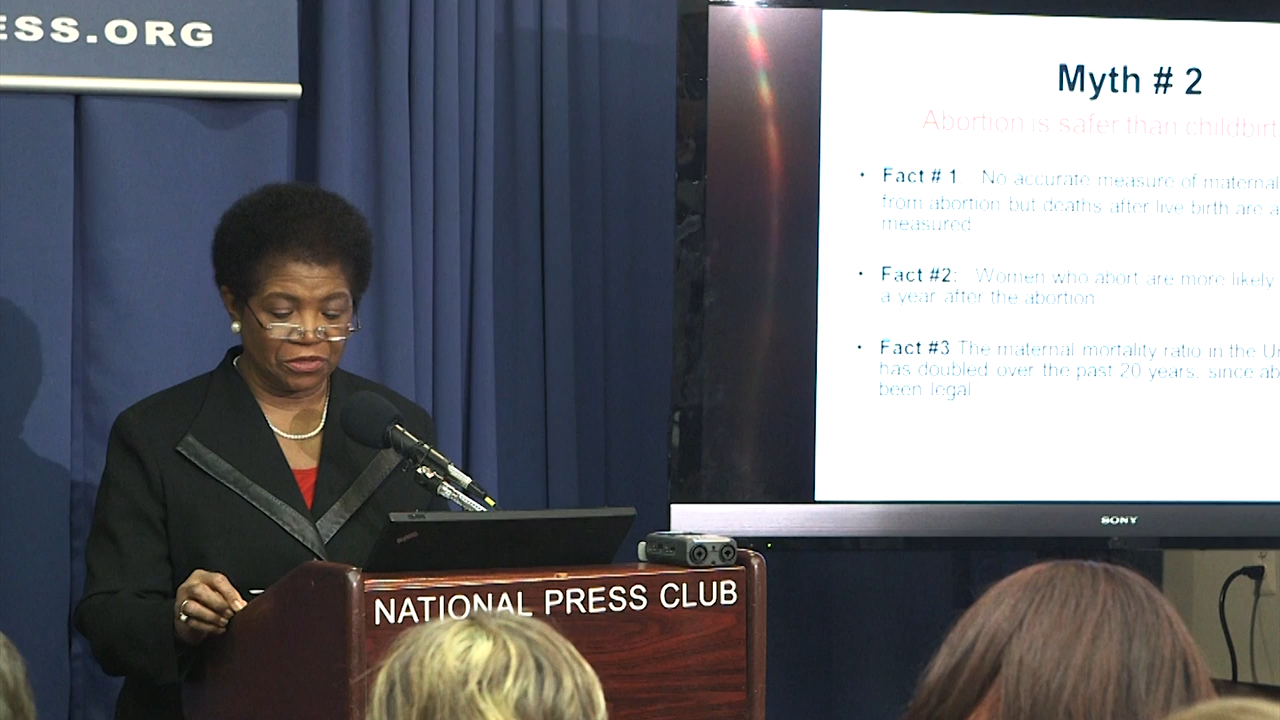 ESS.ORG
Myth # 2
Abortion is safer than childbirt
• Fact # 1 No accurate measure of maternal
from abortion but deaths after live birth are a
measured
• Fact #2: Women who abort are more likely
a year after the abortion
• Fact #3 The maternal mortality ratio in the Un
has doubled over the past 20 years, since ab
been legal
SONY
NATIONAL PRESS CLUB